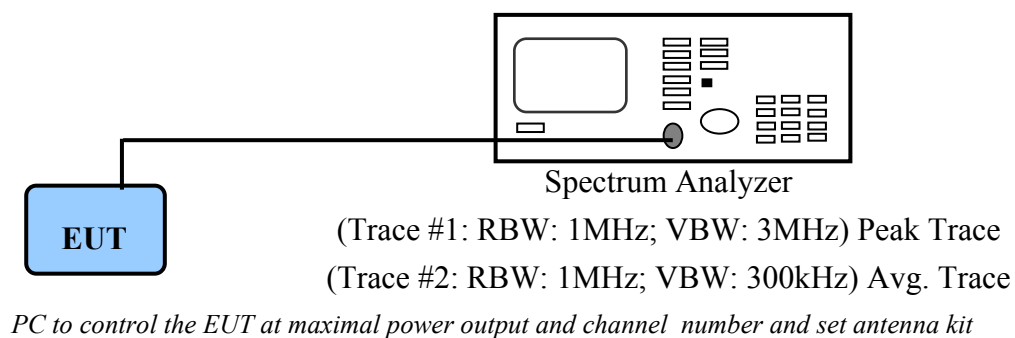 Spectrum Analyzer
EUT
(Trace #1: RBW: 1MHz; VBW: 3MHz) Peak Trace
(Trace #2: RBW: 1MHz; VBW: 300kHz) Avg. Trace
PC to control the EUT at maximal power output and channel number and set antenna kit